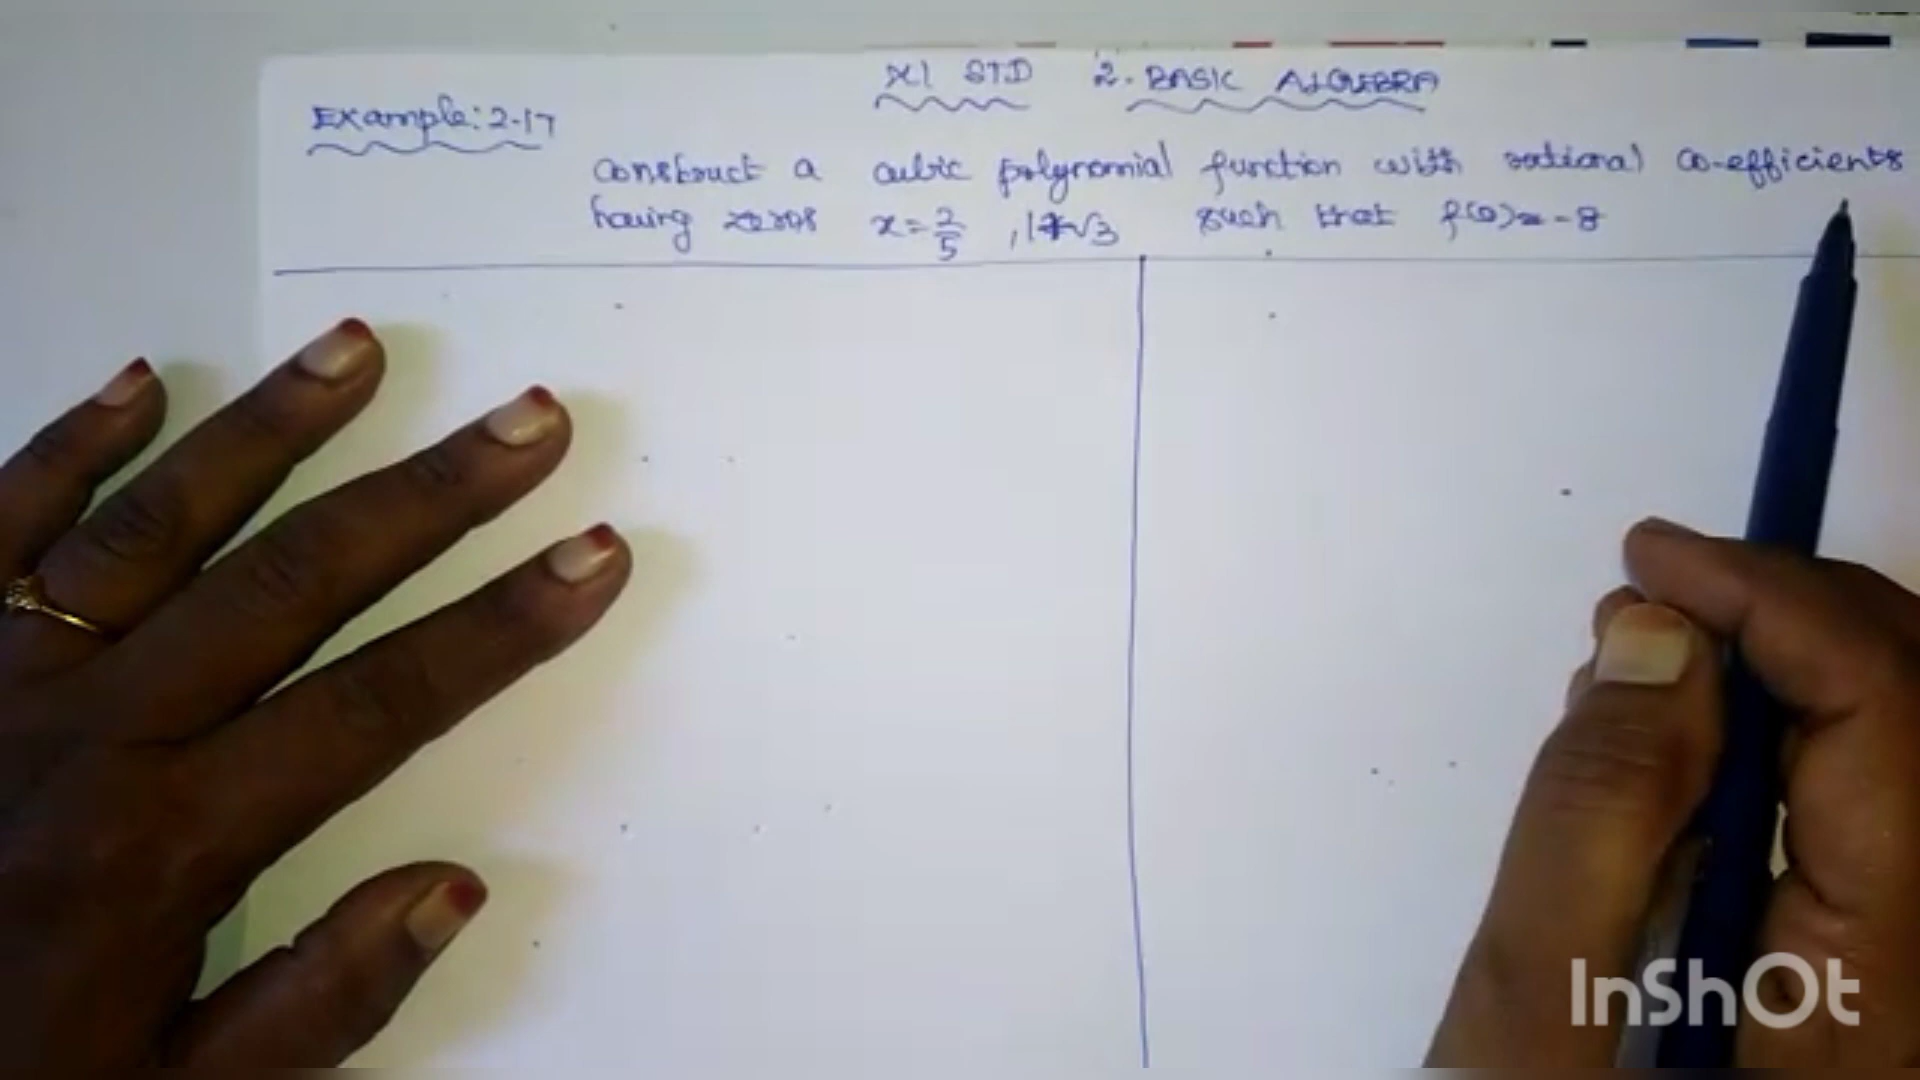 XI STD 2. BASIC ALGEBRA
Example: 2.17
Construct a cubic polynomial function with rational co-efficients
having zeros x = 2/5 , 1+√3 such that f(0) = -8
InShOt